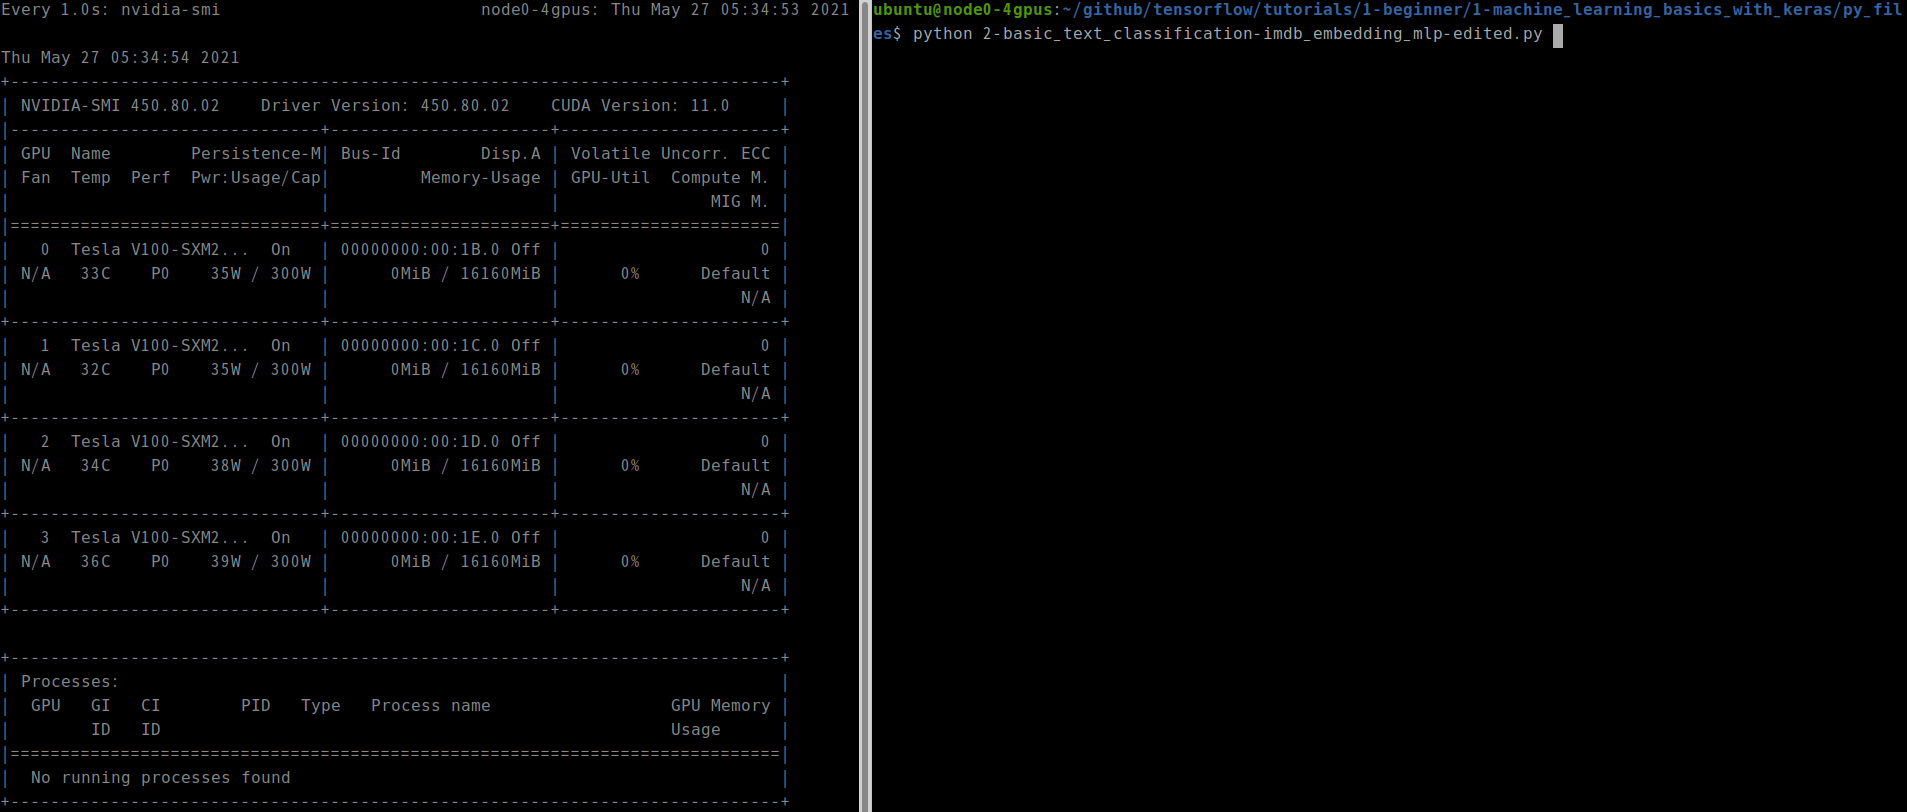 Every 1.0s: nvidia-smi                          node0-4gpus: Thu May 27 05:34:53 2021

Thu May 27 05:34:54 2021
+-----------------------------------------------------------------------------+
| NVIDIA-SMI 450.80.02    Driver Version: 450.80.02    CUDA Version: 11.0     |
|-------------------------------+----------------------+----------------------+
| GPU  Name        Persistence-M| Bus-Id        Disp.A | Volatile Uncorr. ECC |
| Fan  Temp  Perf  Pwr:Usage/Cap|         Memory-Usage | GPU-Util  Compute M. |
|                               |                      |               MIG M. |
|===============================+======================+======================|
|   0  Tesla V100-SXM2...  On   | 00000000:00:1B.0 Off |                    0 |
| N/A   33C    P0    35W / 300W |      0MiB / 16160MiB |      0%      Default |
|                               |                      |                  N/A |
+-------------------------------+----------------------+----------------------+
|   1  Tesla V100-SXM2...  On   | 00000000:00:1C.0 Off |                    0 |
| N/A   32C    P0    35W / 300W |      0MiB / 16160MiB |      0%      Default |
|                               |                      |                  N/A |
+-------------------------------+----------------------+----------------------+
|   2  Tesla V100-SXM2...  On   | 00000000:00:1D.0 Off |                    0 |
| N/A   34C    P0    38W / 300W |      0MiB / 16160MiB |      0%      Default |
|                               |                      |                  N/A |
+-------------------------------+----------------------+----------------------+
|   3  Tesla V100-SXM2...  On   | 00000000:00:1E.0 Off |                    0 |
| N/A   36C    P0    39W / 300W |      0MiB / 16160MiB |      0%      Default |
|                               |                      |                  N/A |
+-------------------------------+----------------------+----------------------+

+-----------------------------------------------------------------------------+
| Processes:                                                                  |
|  GPU   GI   CI        PID   Type   Process name                  GPU Memory |
|        ID   ID                                                   Usage      |
|=============================================================================|
|  No running processes found                                                 |
+-----------------------------------------------------------------------------+
ubuntu@node0-4gpus:~/github/tensorflow/tutorials/1-beginner/1-machine_learning_basics_with_keras/py_fil
es$ python 2-basic_text_classification-imdb_embedding_mlp-edited.py